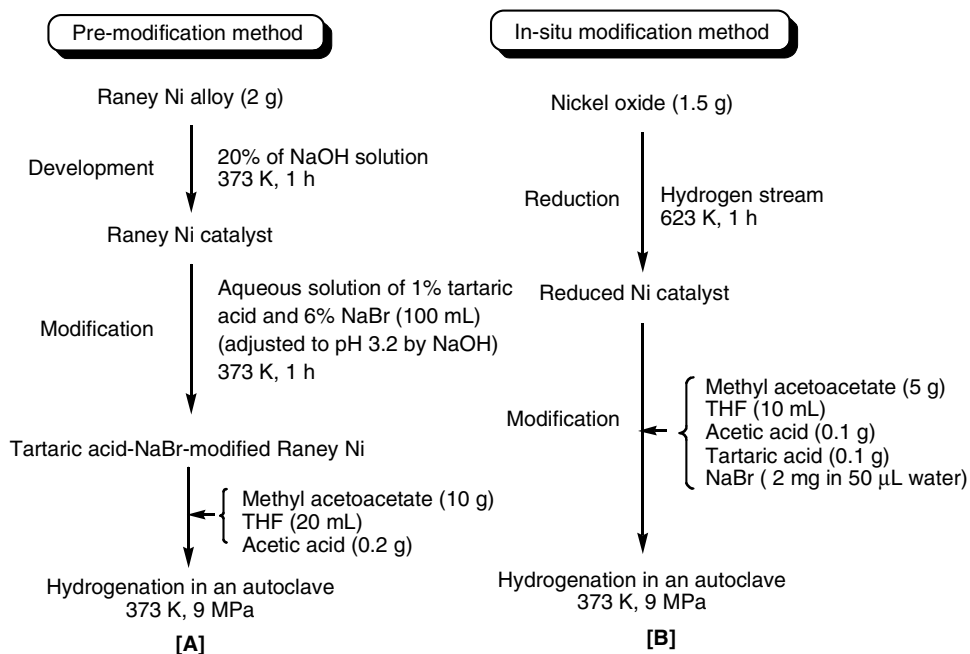 Pre-modification method
Raney Ni alloy (2 g)
Development
20% of NaOH solution
373 K, 1 h
Raney Ni catalyst
Modification
Aqueous solution of 1% tartaric
acid and 6% NaBr (100 mL)
(adjusted to pH 3.2 by NaOH)
373 K, 1 h
Tartaric acid-NaBr-modified Raney Ni
Methyl acetoacetate (10 g)
THF (20 mL)
Acetic acid (0.2 g)
Hydrogenation in an autoclave
373 K, 9 MPa
[A]
In-situ modification method
Nickel oxide (1.5 g)
Reduction
Hydrogen stream
623 K, 1 h
Reduced Ni catalyst
Modification
Methyl acetoacetate (5 g)
THF (10 mL)
Acetic acid (0.1 g)
Tartaric acid (0.1 g)
NaBr ( 2 mg in 50 μL water)
Hydrogenation in an autoclave
373 K, 9 MPa
[B]